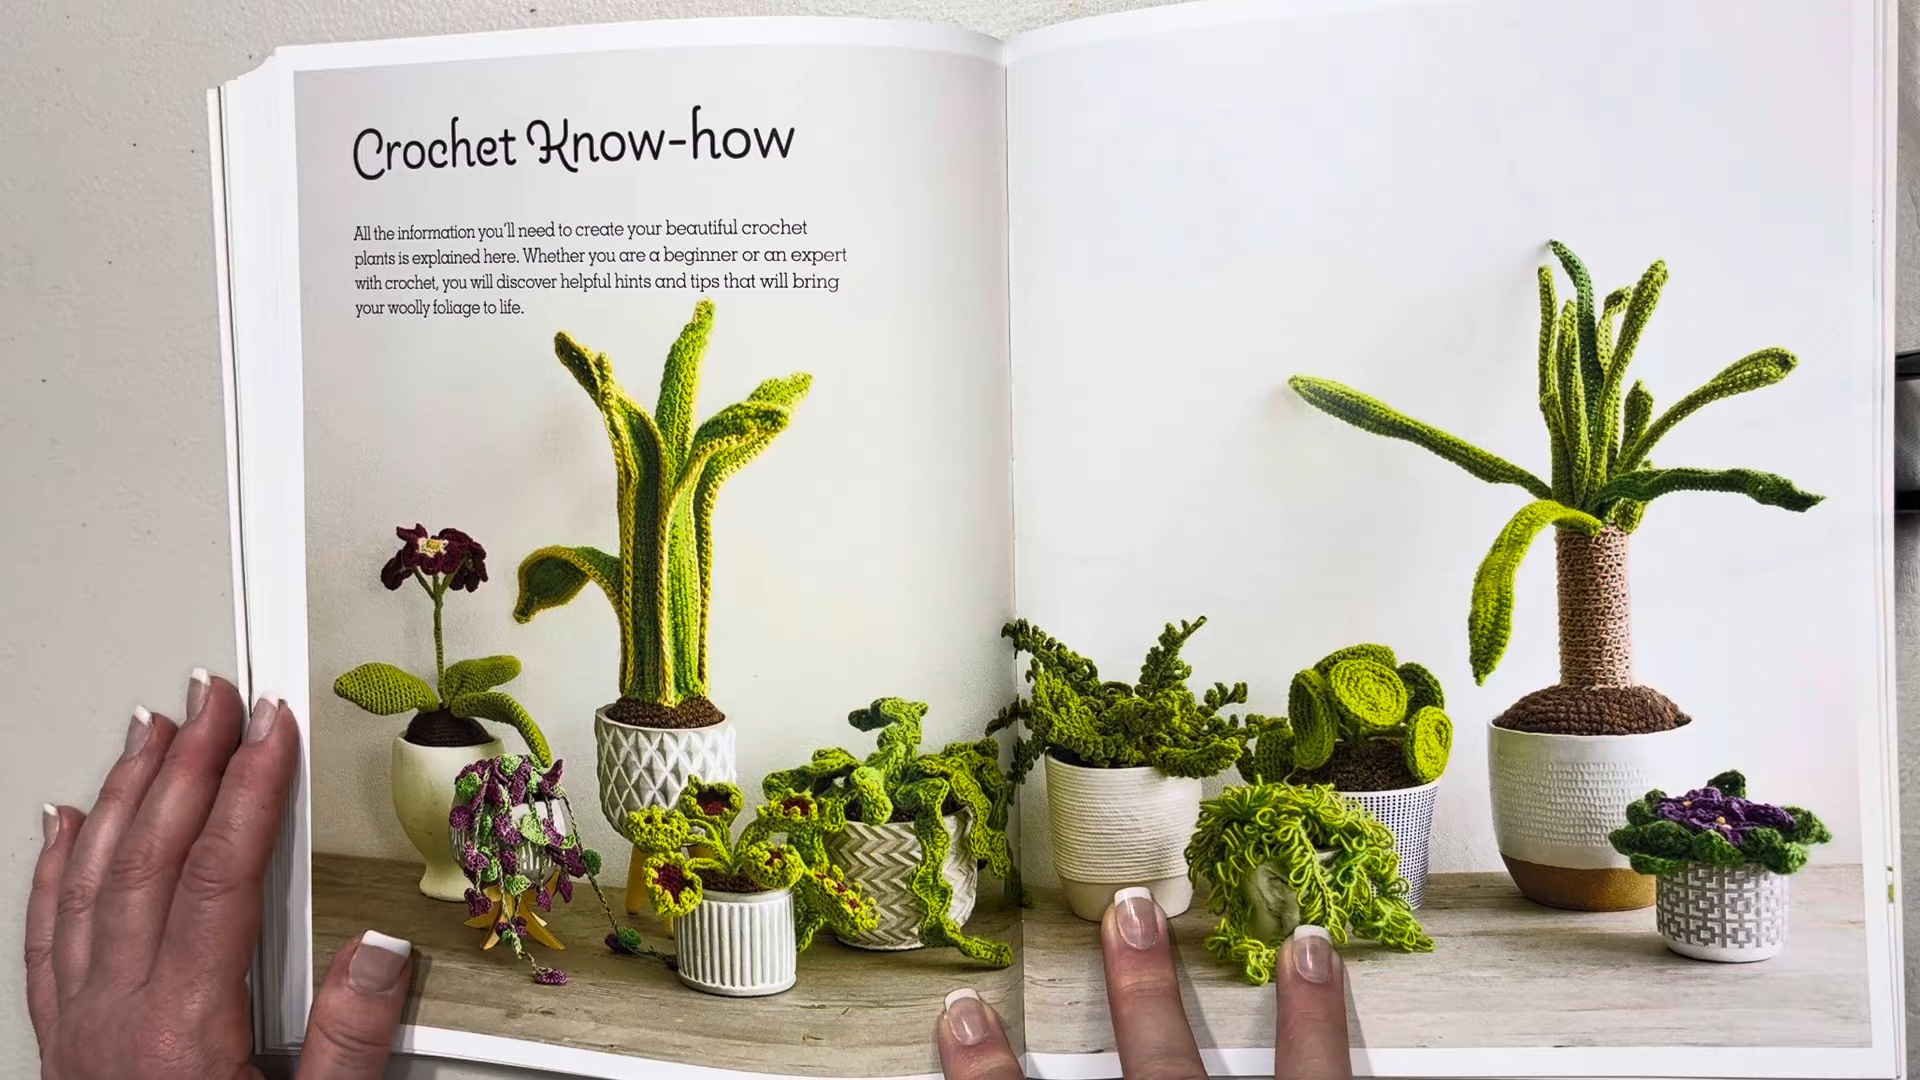 Crochet Know-how
All the information you'll need to create your beautiful crochet
plants is explained here. Whether you are a beginner or an expert
with crochet, you will discover helpful hints and tips that will bring
your woolly foliage to life.